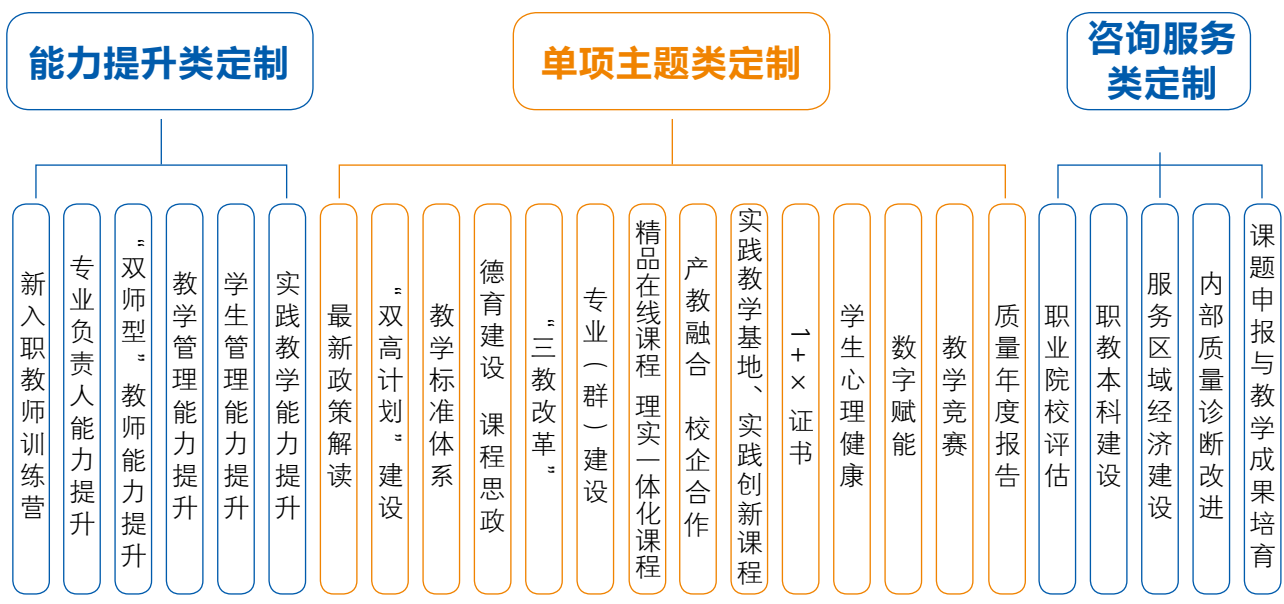 能力提升类定制
单项主题类定制
咨询服务
类定制
新入职教师训练营
专业负责人能力提升
“双师型”教师能力提升
教学管理能力提升
学生管理能力提升
实践教学能力提升
最新政策解读
“双高计划”建设
教学标准体系
德育建设 课程思政
“三教改革”
专业（群）建设
精品在线课程 理实一体化课程
产教融合 校企合作
实践教学基地、实践创新课程
1+×证书
学生心理健康
数字赋能
教学竞赛
质量年度报告
职业院校评估
职教本科建设
服务区域经济建设
内部质量诊断改进
课题申报与教学成果培育